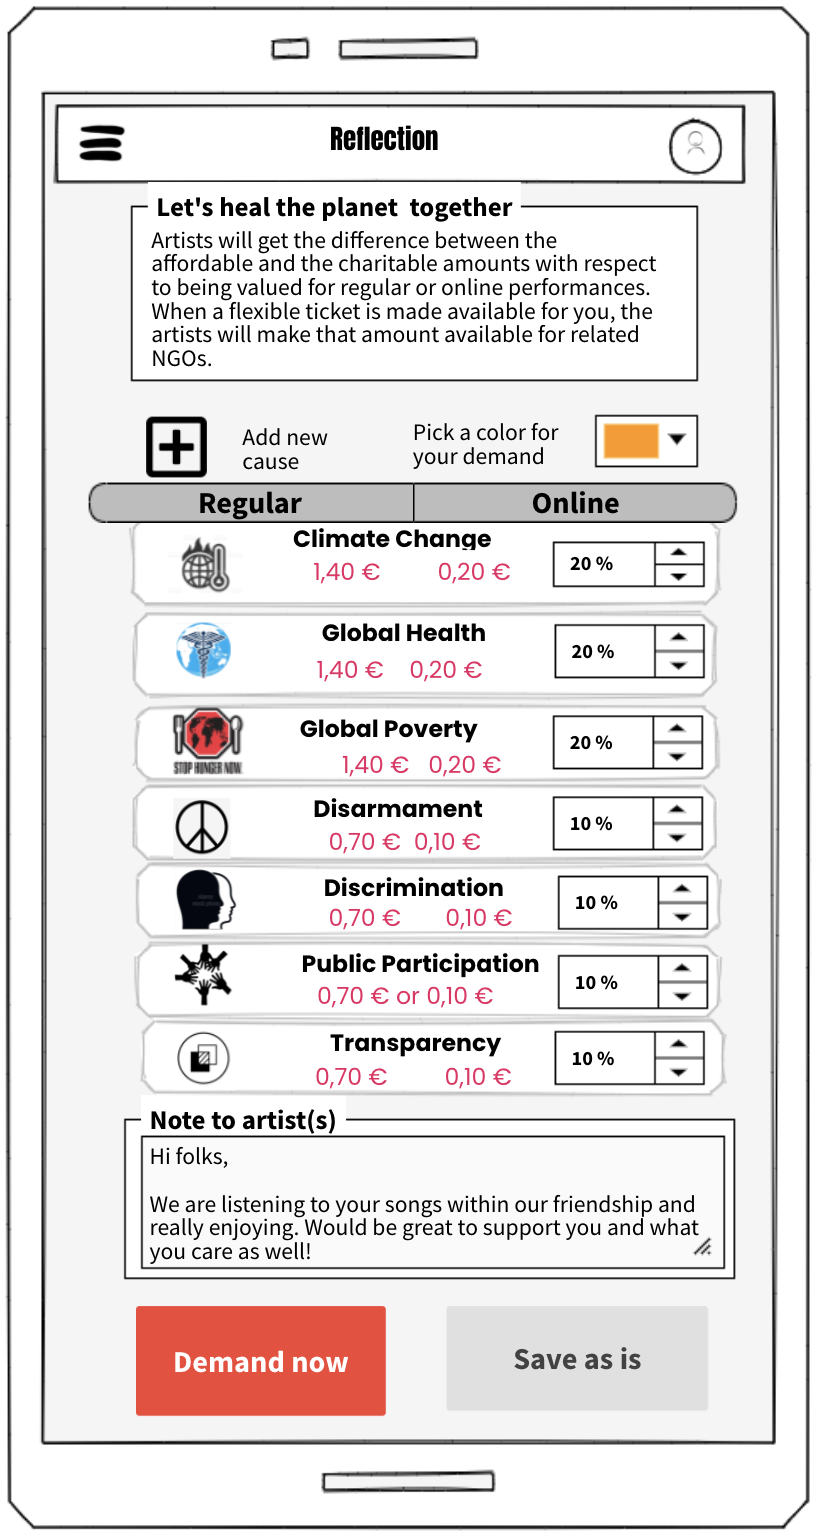 Reflection
Let's heal the planet together
Artists will get the difference between the
affordable and the charitable amounts with respect
to being valued for regular or online performances.
When a flexible ticket is made available for you, the
artists will make that amount available for related
NGOs.
Add new
cause
Pick a color for
your demand
Regular Online
Climate Change
1,40 € 0,20 €
20 %
Global Health
1,40 € 0,20 €
20 %
STOP HUNGER NOW
Global Poverty
1,40 € 0,20 €
20 %
Disarmament
0,70 € 0,10 €
10 %
Discrimination
0,70 € 0,10 €
10 %
Public Participation
0,70 € or 0,10 €
10 %
Transparency
0,70 € 0,10 €
10 %
Note to artist(s)
Hi folks,
We are listening to your songs within our friendship and
really enjoying. Would be great to support you and what
you care as well!
Demand now
Save as is